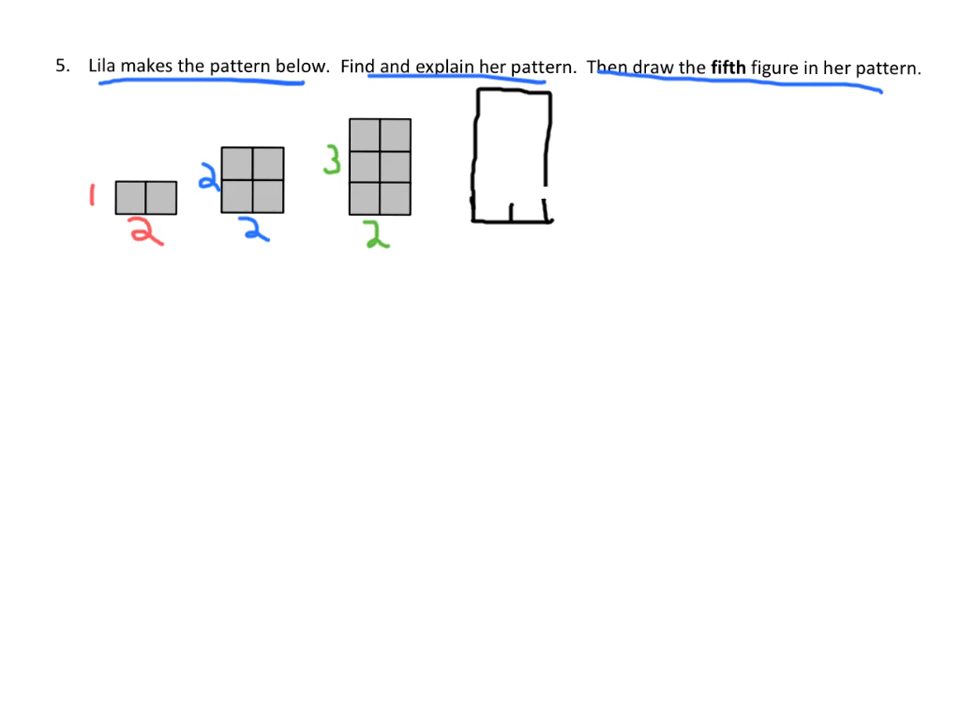 5. Lila makes the pattern below. Find and explain her pattern. Then draw the fifth figure in her pattern.
1 2 2 2 3 2